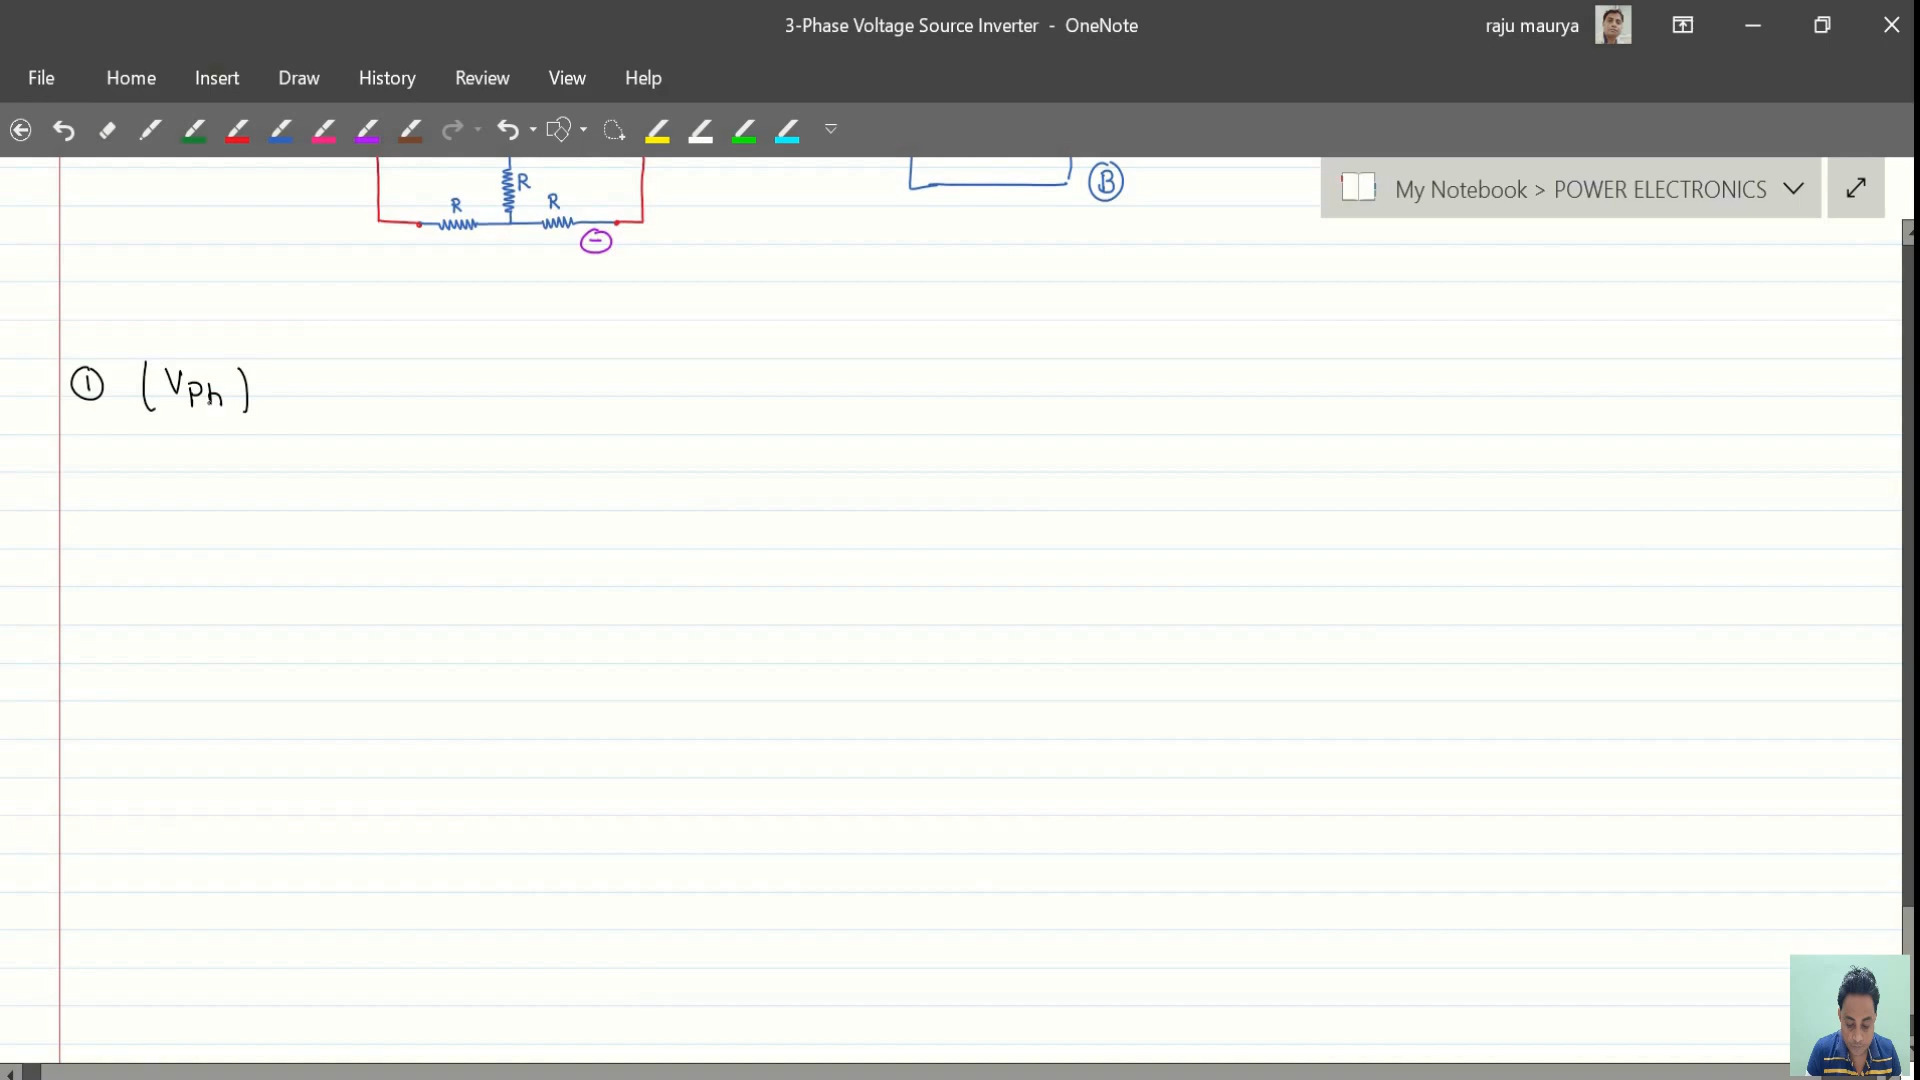 3-Phase Voltage Source Inverter - OneNote
raju maurya
File Home Insert Draw History Review View Help
My Notebook > POWER ELECTRONICS
R
R R
−
B
① (VPh)